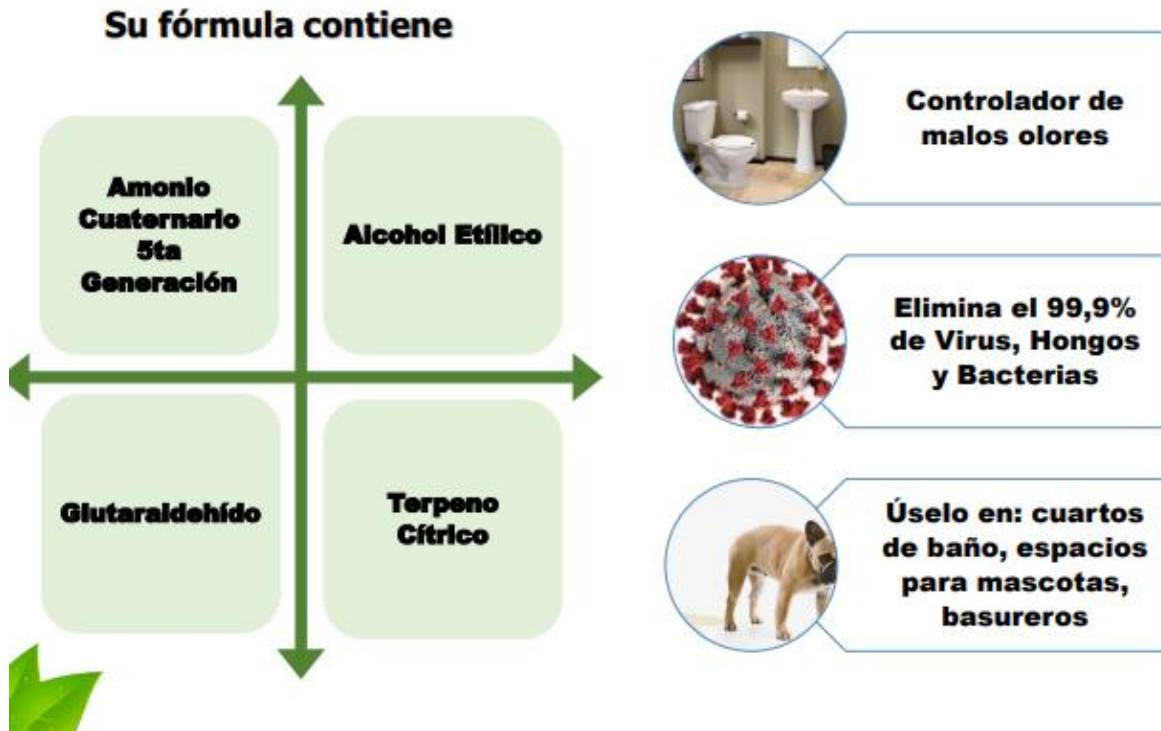 Su fórmula contiene
Amonio
Cuaternario
5ta
Generación
Alcohol Etílico
Glutaraldehído
Terpeno
Cítrico
Controlador de
malos olores
Elimina el 99,9%
de Virus, Hongos
y Bacterias
Úselo en: cuartos
de baño, espacios
para mascotas,
basureros